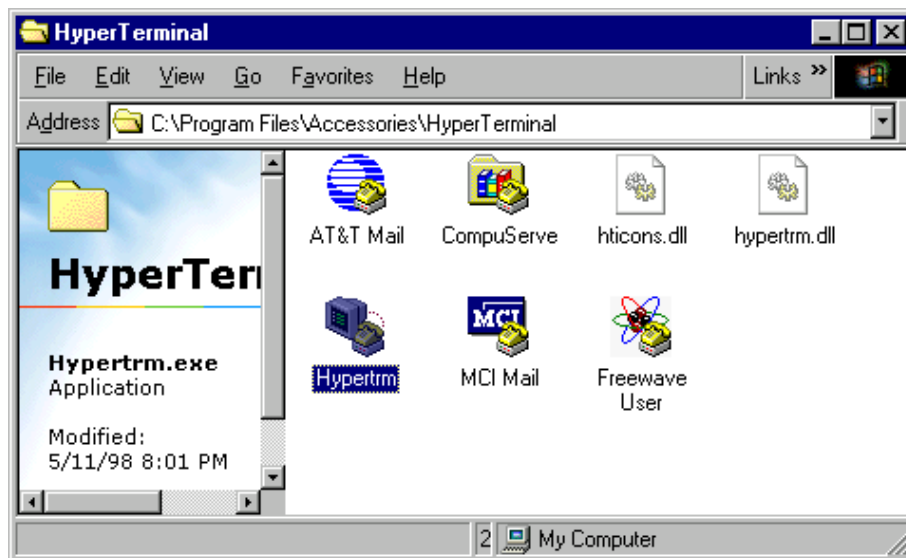 HyperTerminal
File Edit View Go Favorites Help Links »
Address C:\Program Files\Accessories\HyperTerminal
HyperTer
Hypertrm.exe
Application
Modified:
5/11/98 8:01 PM
AT&T Mail CompuServe hticons.dll hypertrm.dll
MCI
Hypertrm MCI Mail Freewave
User
2 My Computer